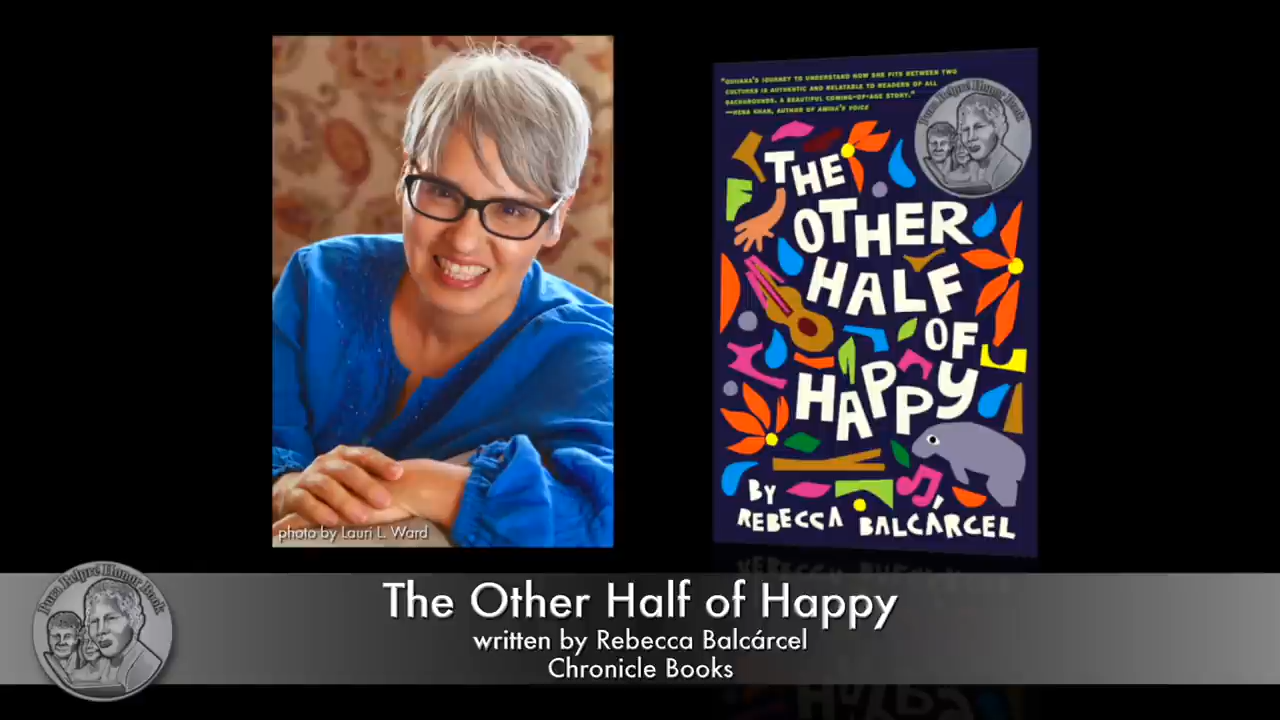 "QUIJANA'S JOURNEY TO UNDERSTAND HOW SHE FITS BETWEEN TWO
CULTURES IS AUTHENTIC AND RELATABLE TO READERS OF ALL
BACKGROUNDS. A BEAUTIFUL COMING-OF-AGE STORY."
—HENA KHAN, AUTHOR OF AMINA'S VOICE
Pura Belpré Honor Book
THE
OTHER
HALF
OF
HAPPY
BY
REBECCA BALCÁRCEL
photo by Lauri L. Ward
Pura Belpré Honor Book
The Other Half of Happy
written by Rebecca Balcárcel
Chronicle Books